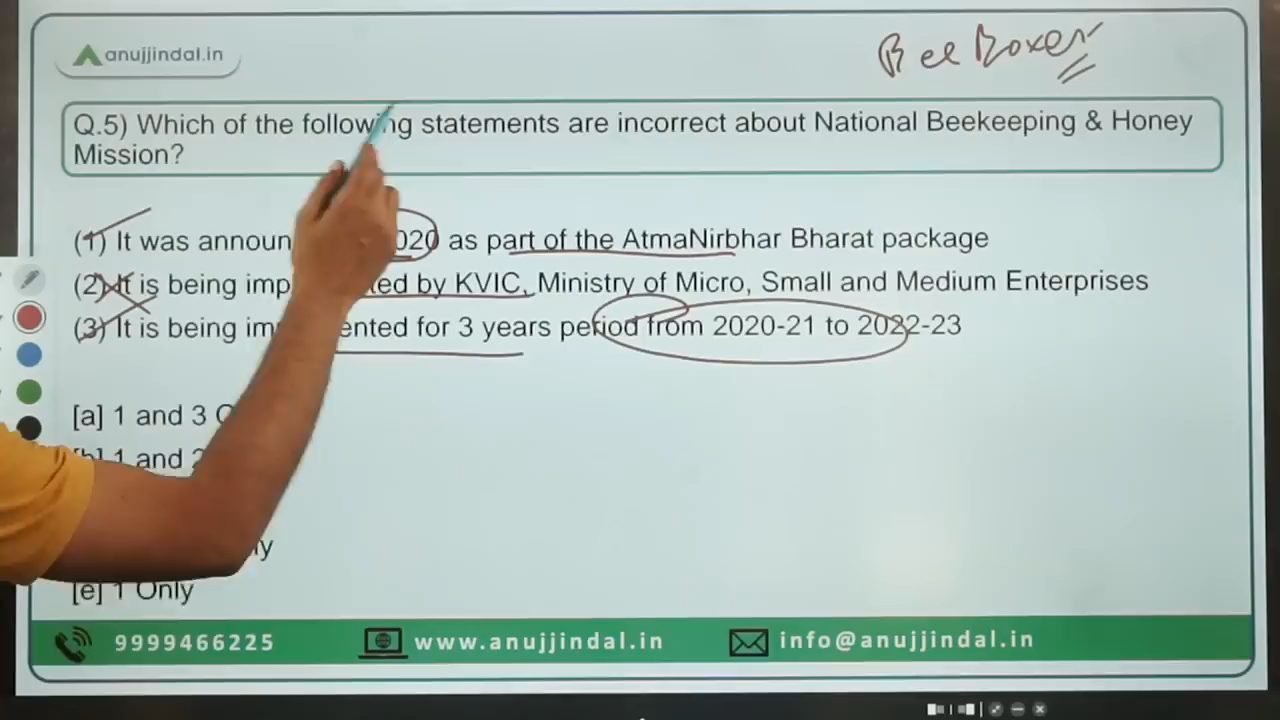 anujjindal.in
Bee Boxes
Q.5) Which of the following statements are incorrect about National Beekeeping & Honey
Mission?
(1) It was announ 020 as part of the AtmaNirbhar Bharat package
(2) It is being imp ted by KVIC, Ministry of Micro, Small and Medium Enterprises
(3) It is being im ented for 3 years period from 2020-21 to 2022-23
[a] 1 and 3
[b] 1 and 2
ly
[e] 1 Only
9999466225 www.anujjindal.in info@anujjindal.in